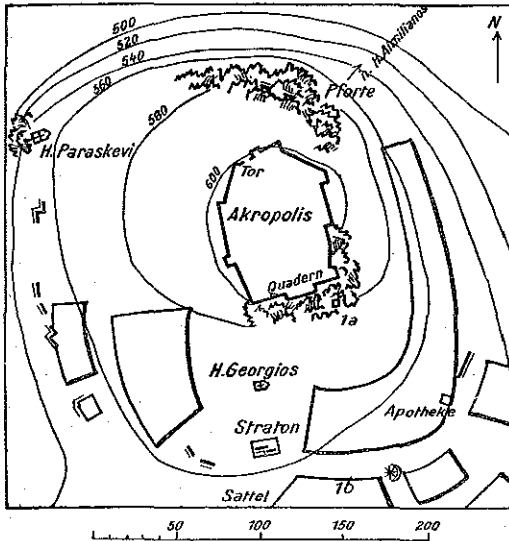 500
520
540
560
580
600
N
n. H. Aimilianos
Pforte
H. Paraskevi
Tor
Akropolis
Quadern
1a
H. Georgios
Straton
Apotheke
Sattel
1b
50 100 150 200